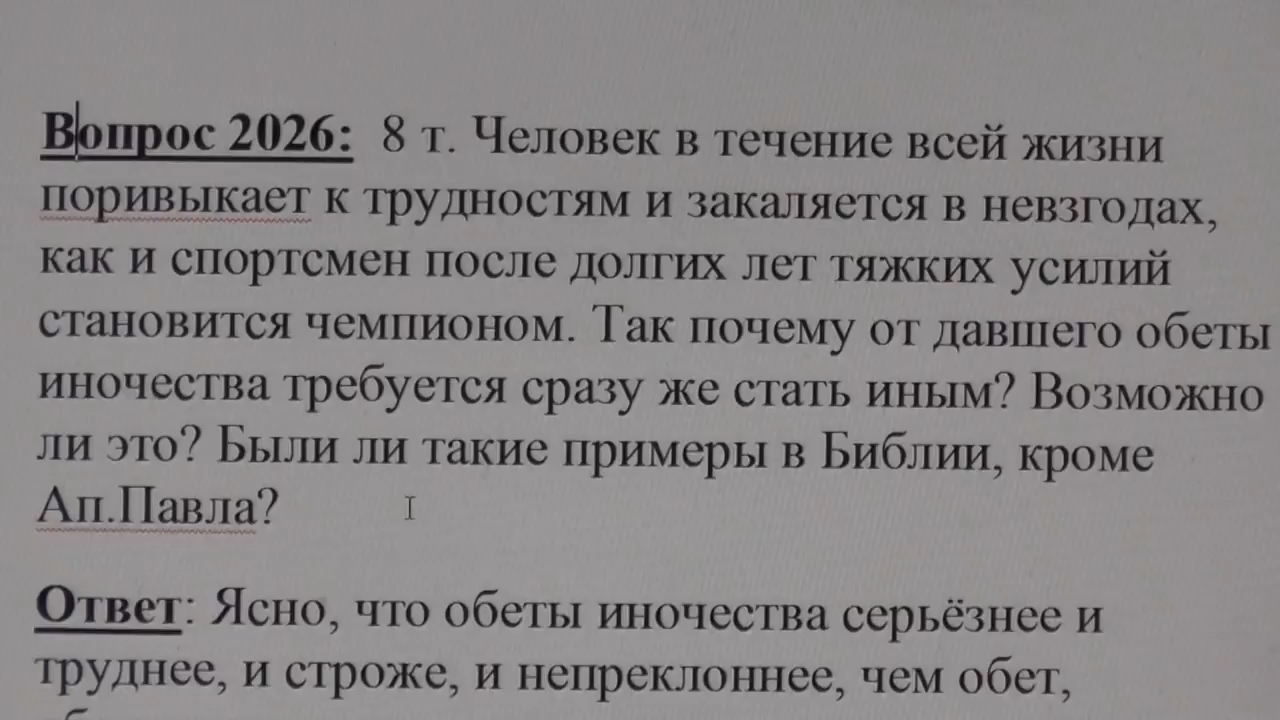 Вопрос 2026: 8 т. Человек в течение всей жизни
поривыкает к трудностям и закаляется в невзгодах,
как и спортсмен после долгих лет тяжких усилий
становится чемпионом. Так почему от давшего обеты
иночества требуется сразу же стать иным? Возможно
ли это? Были ли такие примеры в Библии, кроме
Ап.Павла?
Ответ: Ясно, что обеты иночества серьёзнее и
труднее, и строже, и непреклоннее, чем обет,